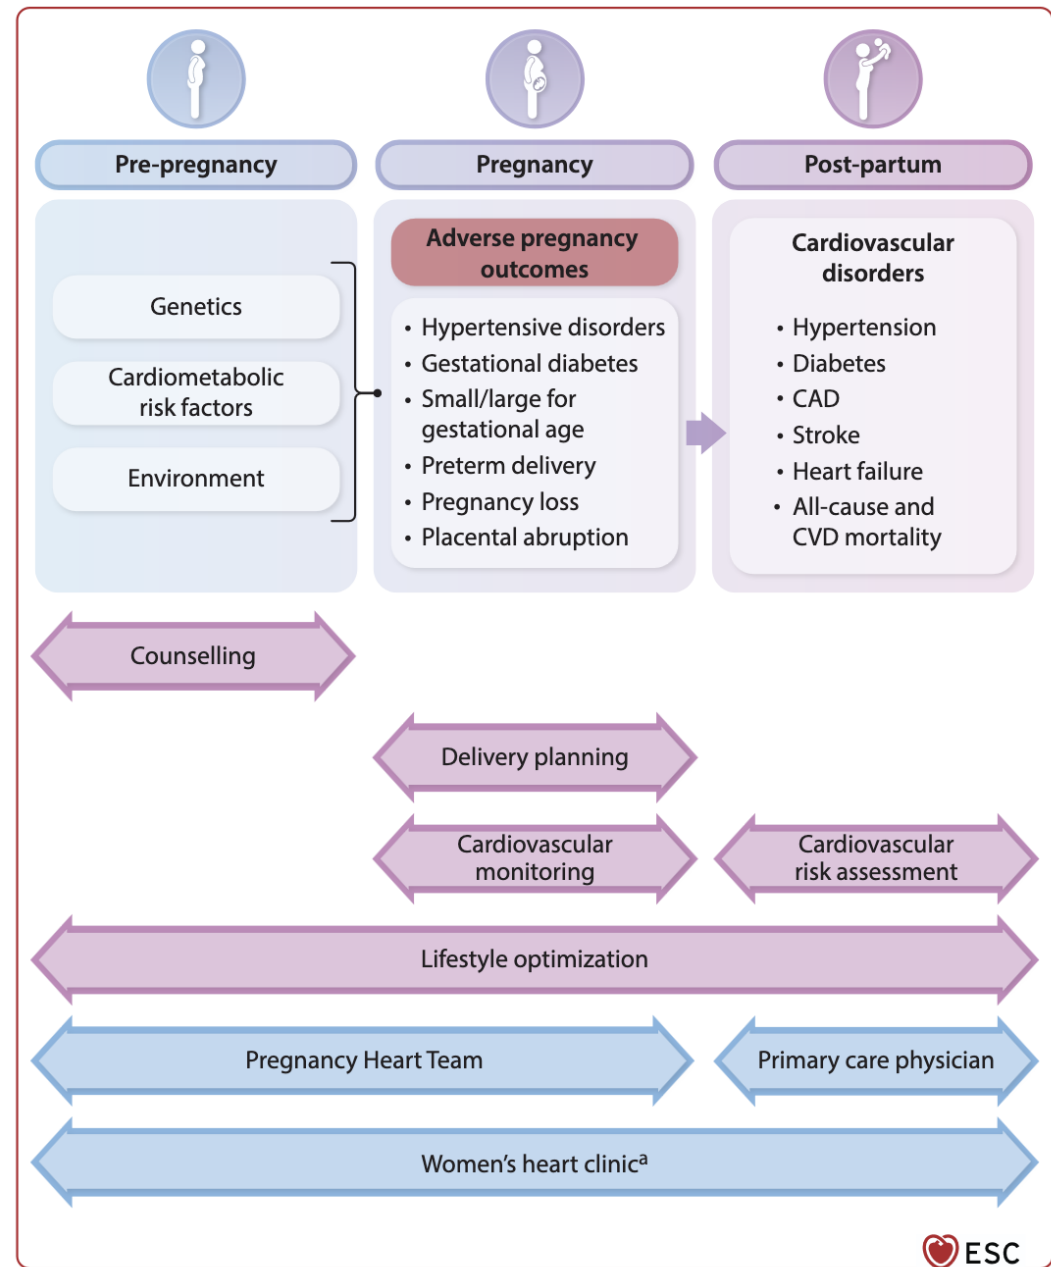 Pre-pregnancy
Pregnancy
Post-partum
Genetics
Cardiometabolic
risk factors
Environment
Adverse pregnancy
outcomes
• Hypertensive disorders
• Gestational diabetes
• Small/large for
gestational age
• Preterm delivery
• Pregnancy loss
• Placental abruption
Cardiovascular
disorders
• Hypertension
• Diabetes
• CAD
• Stroke
• Heart failure
• All-cause and
CVD mortality
Counselling
Delivery planning
Cardiovascular
monitoring
Cardiovascular
risk assessment
Lifestyle optimization
Pregnancy Heart Team
Primary care physician
Women's heart clinicᵃ
ESC